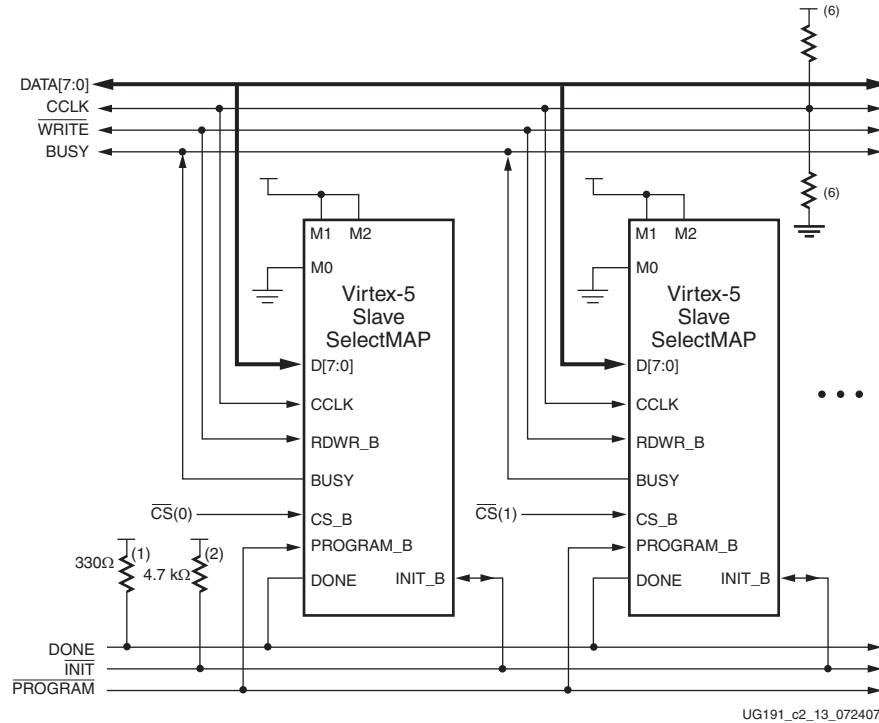 (6)
DATA[7:0]
CCLK
WRITE
BUSY
(6)
M1 M2
M0
Virtex-5
Slave
SelectMAP
D[7:0]
CCLK
RDWR_B
BUSY
CS(0)
CS_B
PROGRAM_B
DONE INIT_B
M1 M2
M0
Virtex-5
Slave
SelectMAP
D[7:0]
CCLK
RDWR_B
BUSY
CS(1)
CS_B
PROGRAM_B
DONE INIT_B
• • •
330Ω (1)
4.7 kΩ (2)
DONE
INIT
PROGRAM
UG191_c2_13_072407